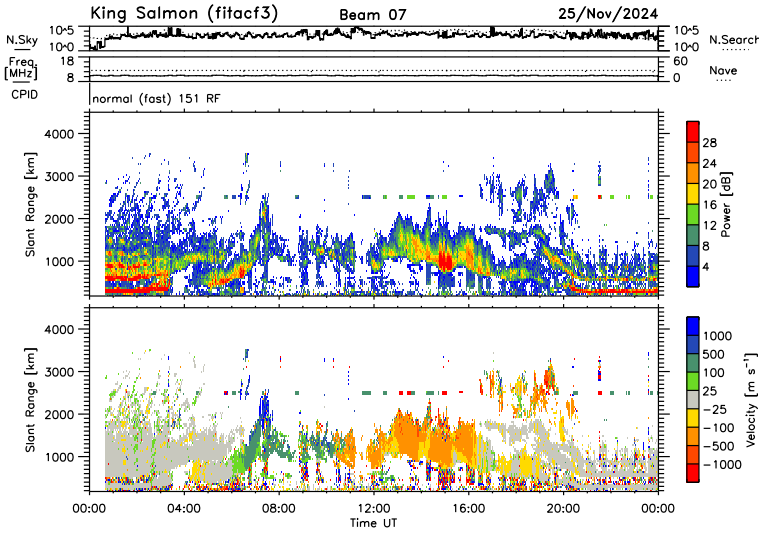 King Salmon (fitacf3) Beam 07 25/Nov/2024
N.Sky 10^5 10^0 10^5 10^0 N.Search
Freq. [MHz] 18 8 60 0 Nave
CPID normal (fast) 151 RF
Slant Range [km]
4000
3000
2000
1000
Power [dB]
28
24
20
16
12
8
4
Slant Range [km]
4000
3000
2000
1000
Velocity [m s⁻¹]
1000
500
100
25
−25
−100
−500
−1000
00:00 04:00 08:00 12:00 16:00 20:00 00:00
Time UT